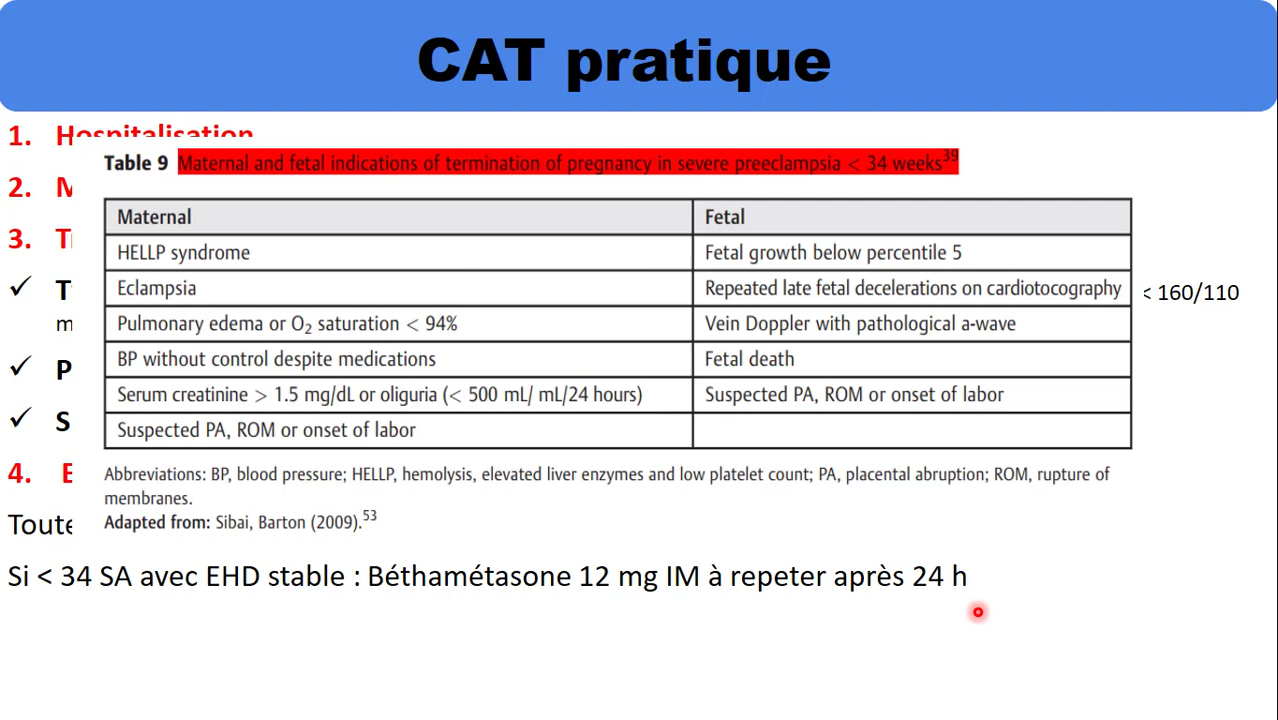 CAT pratique
1. Hospitalisation
2.
3.
Table 9 Maternal and fetal indications of termination of pregnancy in severe preeclampsia < 34 weeks39
Maternal Fetal
HELLP syndrome Fetal growth below percentile 5
Eclampsia Repeated late fetal decelerations on cardiotocography
< 160/110
Pulmonary edema or O2 saturation < 94% Vein Doppler with pathological a-wave
BP without control despite medications Fetal death
Serum creatinine > 1.5 mg/dL or oliguria (< 500 mL/ mL/24 hours) Suspected PA, ROM or onset of labor
Suspected PA, ROM or onset of labor
4.
Abbreviations: BP, blood pressure; HELLP, hemolysis, elevated liver enzymes and low platelet count; PA, placental abruption; ROM, rupture of
membranes.
Adapted from: Sibai, Barton (2009).53
Si < 34 SA avec EHD stable : Béthamétasone 12 mg IM à repeter après 24 h